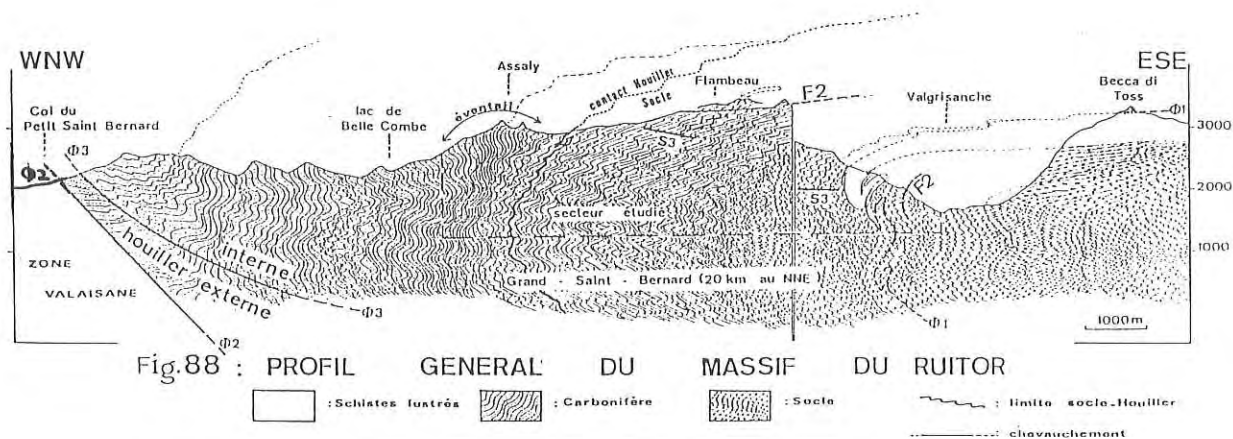 WNW
ESE
Col du
Petit Saint Bernard
Φ3
Φ2
lac de
Belle Combe
éventail
Assaly
contact Houiller
Socle
Flambeau
F2
Valgrisanche
Becca di
Toss
Φ1
3000
2000
1000
S3
S3
F2
secteur étudié
interne
houiller externe
ZONE
VALAISANE
Grand - Saint - Bernard (20 km au NNE)
Φ3
Φ2
Φ1
1000m
Fig.88 : PROFIL GENERAL DU MASSIF DU RUITOR
: Schistes lustrés
: Carbonifère
: Socle
: limite socle-Houiller
: chevauchement